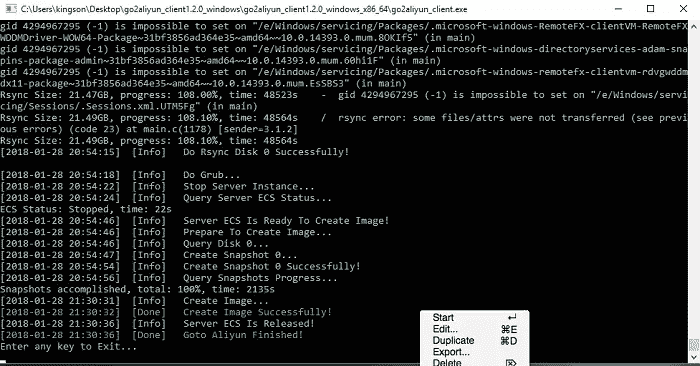 C:\Users\kingson\Desktop\go2aliyun_client1.2.0_windows\go2aliyun_client1.2.0_windows_x86_64\go2aliyun_client.exe
gid 4294967295 (-1) is impossible to set on "/e/Windows/servicing/Packages/.microsoft-windows-RemoteFX-clientVM-RemoteFX
WDDMDriver-WOW64-Package~31bf3856ad364e35~amd64~~10.0.14393.0.mum.8OKIf5" (in main)
gid 4294967295 (-1) is impossible to set on "/e/Windows/servicing/Packages/.microsoft-windows-directoryservices-adam-sna
pins-package-admin~31bf3856ad364e35~amd64~~10.0.14393.0.mum.60hi1F" (in main)
gid 4294967295 (-1) is impossible to set on "/e/Windows/servicing/Packages/.microsoft-windows-remotefx-clientvm-rdvgwddm
dx11-package~31bf3856ad364e35~amd64~~10.0.14393.0.mum.EsSBS3" (in main)
Rsync Size: 21.47GB, progress: 108.00%, time: 48523s - gid 4294967295 (-1) is impossible to set on "/e/Windows/servi
cing/Sessions/.Sessions.xml.UTM5Fg" (in main)
Rsync Size: 21.49GB, progress: 108.10%, time: 48564s / rsync error: some files/attrs were not transferred (see previ
ous errors) (code 23) at main.c(1178) [sender=3.1.2]
Rsync Size: 21.49GB, progress: 108.10%, time: 48564s
[2018-01-28 20:54:15] [Info] Do Rsync Disk 0 Successfully!
[2018-01-28 20:54:18] [Info] Do Grub...
[2018-01-28 20:54:22] [Info] Stop Server Instance...
[2018-01-28 20:54:24] [Info] Query Server ECS Status...
ECS Status: Stopped, time: 22s
[2018-01-28 20:54:46] [Info] Server ECS Is Ready To Create Image!
[2018-01-28 20:54:46] [Info] Prepare To Create Image...
[2018-01-28 20:54:46] [Info] Query Disk 0...
[2018-01-28 20:54:47] [Info] Create Snapshot 0...
[2018-01-28 20:54:54] [Info] Create Snapshot 0 Successfully!
[2018-01-28 20:54:56] [Info] Query Snapshots Progress...
Snapshots accomplished, total: 100%, time: 2135s
[2018-01-28 21:30:31] [Info] Create Image...
[2018-01-28 21:30:32] [Done] Create Image Successfully!
[2018-01-28 21:30:36] [Info] Server ECS Is Released!
[2018-01-28 21:30:36] [Done] Goto Aliyun Finished!
Enter any key to Exit...
Start ↵
Edit... ⌘E
Duplicate ⌘D
Export...
Delete ⌦